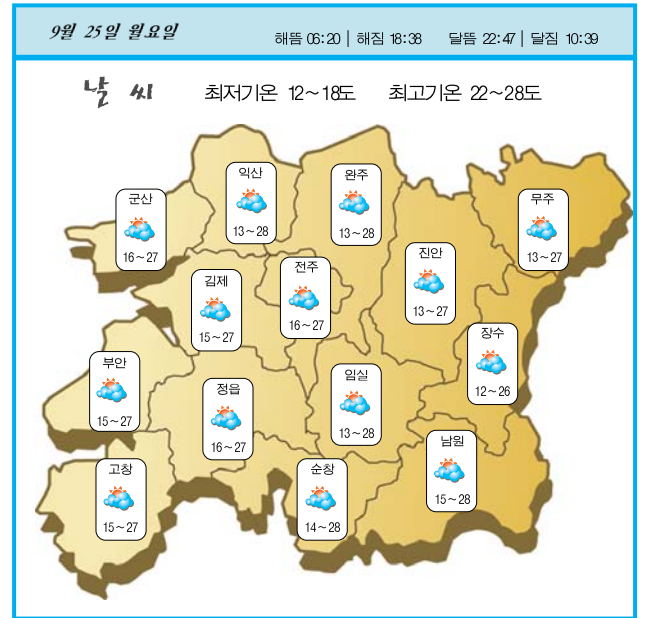 9월 25일 월요일
해뜸 06:20 | 해짐 18:38 달뜸 22:47 | 달짐 10:39
날씨 최저기온 12~18도 최고기온 22~28도
익산
13~28
완주
13~28
군산
16~27
무주
13~27
진안
13~27
전주
16~27
김제
15~27
장수
12~26
부안
15~27
정읍
16~27
임실
13~28
남원
15~28
고창
15~27
순창
14~28